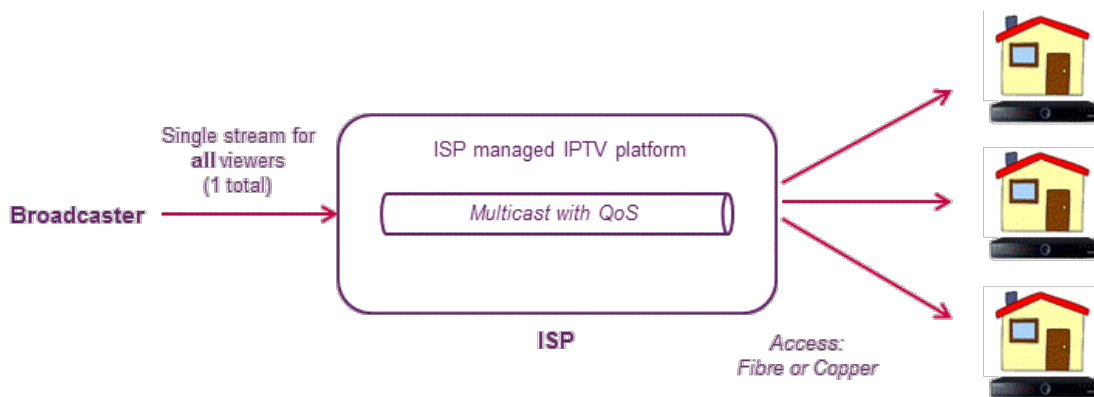 Single stream for
all viewers
(1 total)
Broadcaster
ISP managed IPTV platform
Multicast with QoS
ISP
Access:
Fibre or Copper